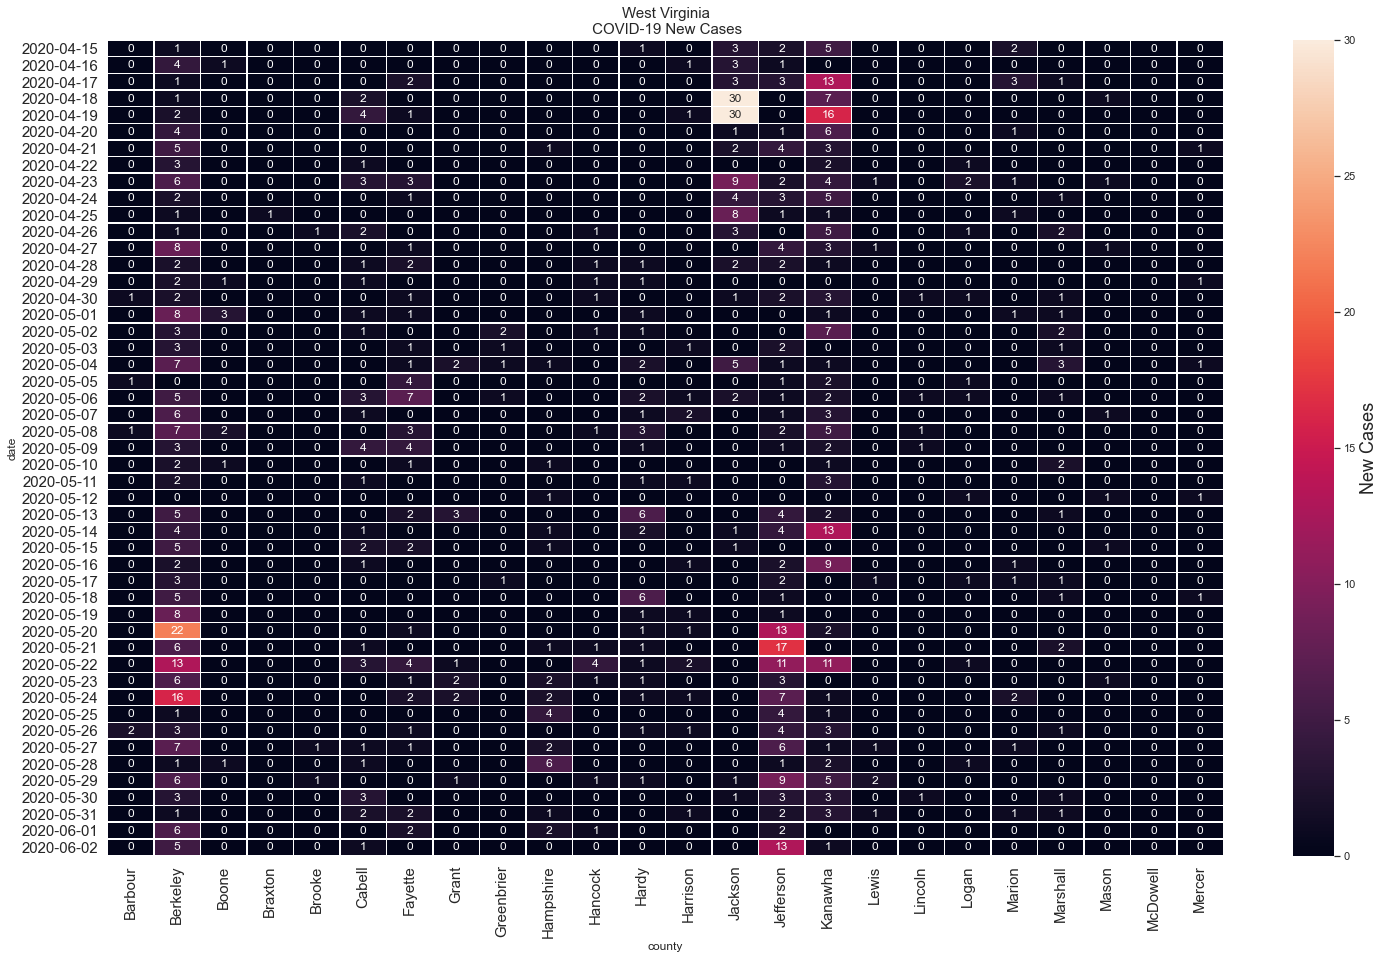 West Virginia
COVID-19 New Cases
2020-04-15 0 1 0 0 0 0 0 0 0 0 0 1 0 3 2 5 0 0 0 2 0 0 0 0
2020-04-16 0 4 1 0 0 0 0 0 0 0 0 0 1 3 1 0 0 0 0 0 0 0 0 0
2020-04-17 0 1 0 0 0 0 2 0 0 0 0 0 0 3 3 13 0 0 0 3 1 0 0 0
2020-04-18 0 1 0 0 0 2 0 0 0 0 0 0 0 30 0 7 0 0 0 0 0 1 0 0
2020-04-19 0 2 0 0 0 4 1 0 0 0 0 0 1 30 0 16 0 0 0 0 0 0 0 0
2020-04-20 0 4 0 0 0 0 0 0 0 0 0 0 0 1 1 6 0 0 0 1 0 0 0 0
2020-04-21 0 5 0 0 0 0 0 0 0 1 0 0 0 2 4 3 0 0 0 0 0 0 0 1
2020-04-22 0 3 0 0 0 1 0 0 0 0 0 0 0 0 0 2 0 0 1 0 0 0 0 0
2020-04-23 0 6 0 0 0 3 3 0 0 0 0 0 0 9 2 4 1 0 2 1 0 1 0 0
2020-04-24 0 2 0 0 0 0 1 0 0 0 0 0 0 4 3 5 0 0 0 0 1 0 0 0
2020-04-25 0 1 0 1 0 0 0 0 0 0 0 0 0 8 1 1 0 0 0 1 0 0 0 0
2020-04-26 0 1 0 0 1 2 0 0 0 0 1 0 0 3 0 5 0 0 1 0 2 0 0 0
2020-04-27 0 8 0 0 0 0 1 0 0 0 0 0 0 0 4 3 1 0 0 0 0 1 0 0
2020-04-28 0 2 0 0 0 1 2 0 0 0 1 1 0 2 2 1 0 0 0 0 0 0 0 0
2020-04-29 0 2 1 0 0 1 0 0 0 0 1 1 0 0 0 0 0 0 0 0 0 0 0 1
2020-04-30 1 2 0 0 0 0 1 0 0 0 1 0 0 1 2 3 0 1 1 0 1 0 0 0
2020-05-01 0 8 3 0 0 1 1 0 0 0 0 1 0 0 0 0 0 0 0 1 1 0 0 0
2020-05-02 0 3 0 0 0 1 0 0 2 0 1 1 0 0 0 7 0 0 0 0 2 0 0 0
2020-05-03 0 3 0 0 0 0 1 0 1 0 0 0 1 0 2 0 0 0 0 0 1 0 0 0
2020-05-04 0 7 0 0 0 0 1 2 1 1 0 2 0 5 1 1 0 0 0 0 3 0 0 1
2020-05-05 1 0 0 0 0 0 4 0 0 0 0 0 0 0 1 2 0 0 1 0 0 0 0 0
2020-05-06 0 5 0 0 0 3 7 0 1 0 0 2 1 2 1 2 0 1 1 0 1 0 0 0
2020-05-07 0 6 0 0 0 1 0 0 0 0 0 1 2 0 1 3 0 0 0 0 0 1 0 0
2020-05-08 1 7 2 0 0 0 3 0 0 0 1 3 0 0 2 5 0 1 0 0 0 0 0 0
2020-05-09 0 3 0 0 0 4 4 0 0 0 0 1 0 0 1 2 0 1 0 0 0 0 0 0
2020-05-10 0 2 1 0 0 0 1 0 0 1 0 0 0 0 0 1 0 0 0 0 2 0 0 0
2020-05-11 0 2 0 0 0 1 0 0 0 0 0 1 1 0 0 3 0 0 0 0 0 0 0 0
2020-05-12 0 0 0 0 0 0 0 0 0 1 0 0 0 0 0 0 0 0 1 0 0 1 0 1
2020-05-13 0 5 0 0 0 0 2 3 0 0 0 6 0 0 4 2 0 0 0 0 1 0 0 0
2020-05-14 0 4 0 0 0 1 0 0 0 1 0 2 0 1 4 13 0 0 0 0 0 0 0 0
2020-05-15 0 5 0 0 0 2 2 0 0 1 0 0 0 1 0 0 0 0 0 0 0 1 0 0
2020-05-16 0 2 0 0 0 1 0 0 0 0 0 0 1 0 2 9 0 0 0 1 0 0 0 0
2020-05-17 0 3 0 0 0 0 0 0 1 0 0 0 0 0 2 0 1 0 1 1 1 0 0 0
2020-05-18 0 5 0 0 0 0 0 0 0 0 0 6 0 0 1 0 0 0 0 0 1 0 0 1
2020-05-19 0 8 0 0 0 0 0 0 0 0 0 1 1 0 1 0 0 0 0 0 0 0 0 0
2020-05-20 0 22 0 0 0 0 1 0 0 0 0 1 1 0 13 2 0 0 0 0 0 0 0 0
2020-05-21 0 6 0 0 0 1 0 0 0 1 1 1 0 0 17 0 0 0 0 0 2 0 0 0
2020-05-22 0 13 0 0 0 3 4 1 0 0 4 1 2 0 11 11 0 0 1 0 0 0 0 0
2020-05-23 0 6 0 0 0 0 1 2 0 2 1 1 0 0 3 0 0 0 0 0 0 1 0 0
2020-05-24 0 16 0 0 0 0 2 2 0 2 0 1 1 0 7 1 0 0 0 2 0 0 0 0
2020-05-25 0 1 0 0 0 0 0 0 0 4 0 0 0 0 4 1 0 0 0 0 0 0 0 0
2020-05-26 2 3 0 0 0 0 1 0 0 0 0 1 1 0 4 3 0 0 0 0 1 0 0 0
2020-05-27 0 7 0 0 1 1 1 0 0 2 0 0 0 0 6 1 1 0 0 1 0 0 0 0
2020-05-28 0 1 1 0 0 1 0 0 0 6 0 0 0 0 1 2 0 0 1 0 0 0 0 0
2020-05-29 0 6 0 0 1 0 0 1 0 0 1 1 0 1 9 5 2 0 0 0 0 0 0 0
2020-05-30 0 3 0 0 0 3 0 0 0 0 0 0 0 1 3 3 0 1 0 0 1 0 0 0
2020-05-31 0 1 0 0 0 2 2 0 0 1 0 0 1 0 2 3 1 0 0 1 1 0 0 0
2020-06-01 0 6 0 0 0 0 2 0 0 2 1 0 0 0 2 0 0 0 0 0 0 0 0 0
2020-06-02 0 5 0 0 0 1 0 0 0 0 0 0 0 0 13 1 0 0 0 0 0 0 0 0
Barbour Berkeley Boone Braxton Brooke Cabell Fayette Grant Greenbrier Hampshire Hancock Hardy Harrison Jackson Jefferson Kanawha Lewis Lincoln Logan Marion Marshall Mason McDowell Mercer
county
date
30
25
20
15
10
5
0
New Cases